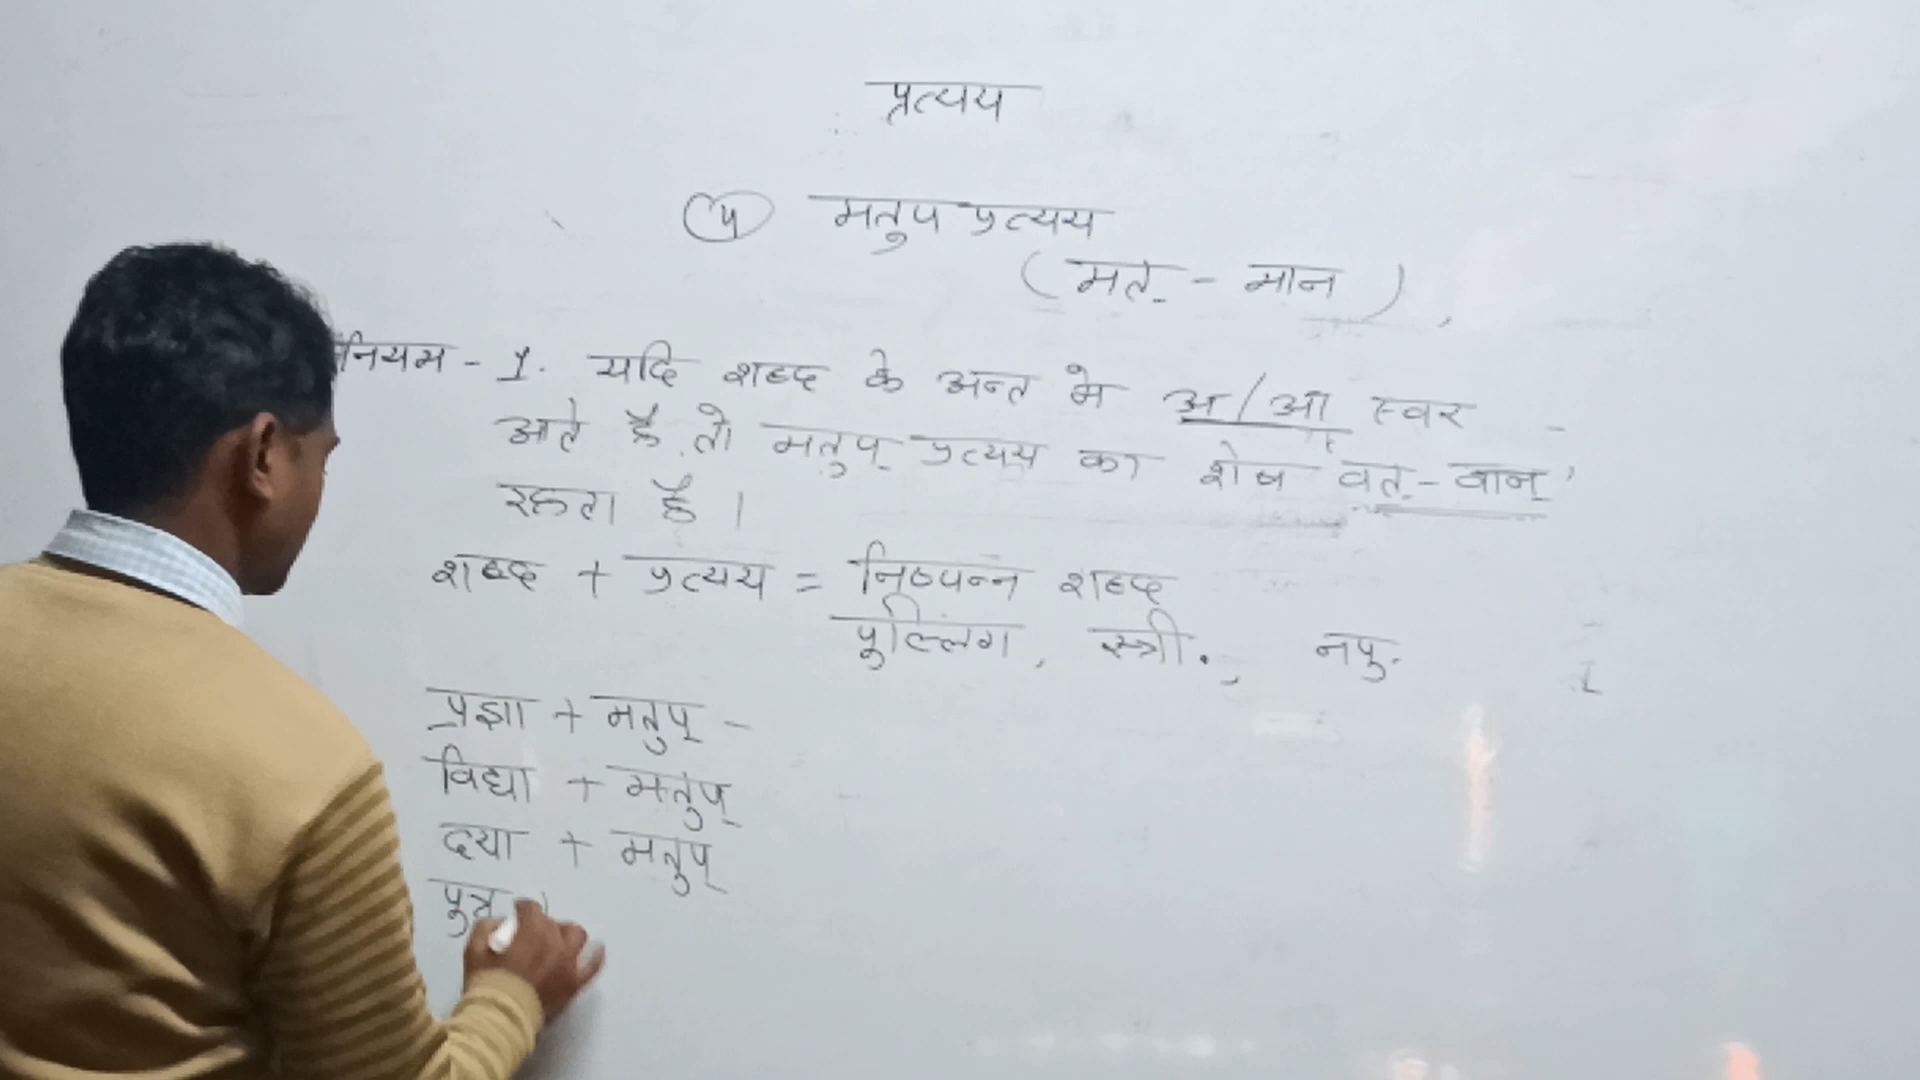 प्रत्यय
५ मतुप प्रत्यय
(मत् - मान)
नियम - 1. यदि शब्द के अन्त मे अ/आ स्वर
आते है तो मतुप् प्रत्यय का शेष वत् - वान्
रहता है ।
शब्द + प्रत्यय = निष्पन्न शब्द
पुल्लिंग, स्त्री., नपु.
प्रज्ञा + मतुप् -
विद्या + मतुप्
दया + मतुप्
पुत्र